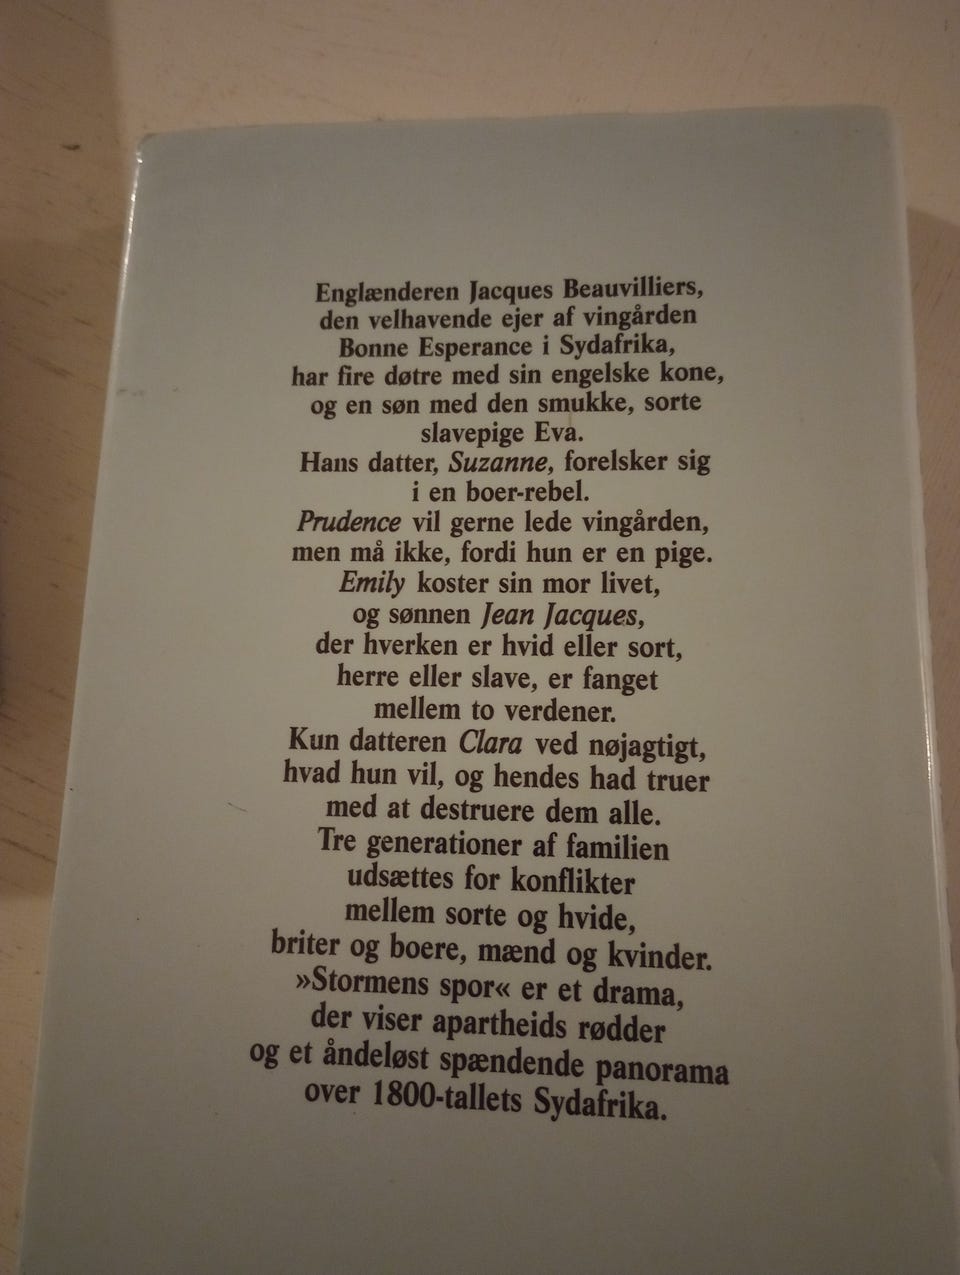 Englænderen Jacques Beauvilliers,
den velhavende ejer af vingården
Bonne Esperance i Sydafrika,
har fire døtre med sin engelske kone,
og en søn med den smukke, sorte
slavepige Eva.
Hans datter, Suzanne, forelsker sig
i en boer-rebel.
Prudence vil gerne lede vingården,
men må ikke, fordi hun er en pige.
Emily koster sin mor livet,
og sønnen Jean Jacques,
der hverken er hvid eller sort,
herre eller slave, er fanget
mellem to verdener.
Kun datteren Clara ved nøjagtigt,
hvad hun vil, og hendes had truer
med at destruere dem alle.
Tre generationer af familien
udsættes for konflikter
mellem sorte og hvide,
briter og boere, mænd og kvinder.
»Stormens spor« er et drama,
der viser apartheids rødder
og et åndeløst spændende panorama
over 1800-tallets Sydafrika.